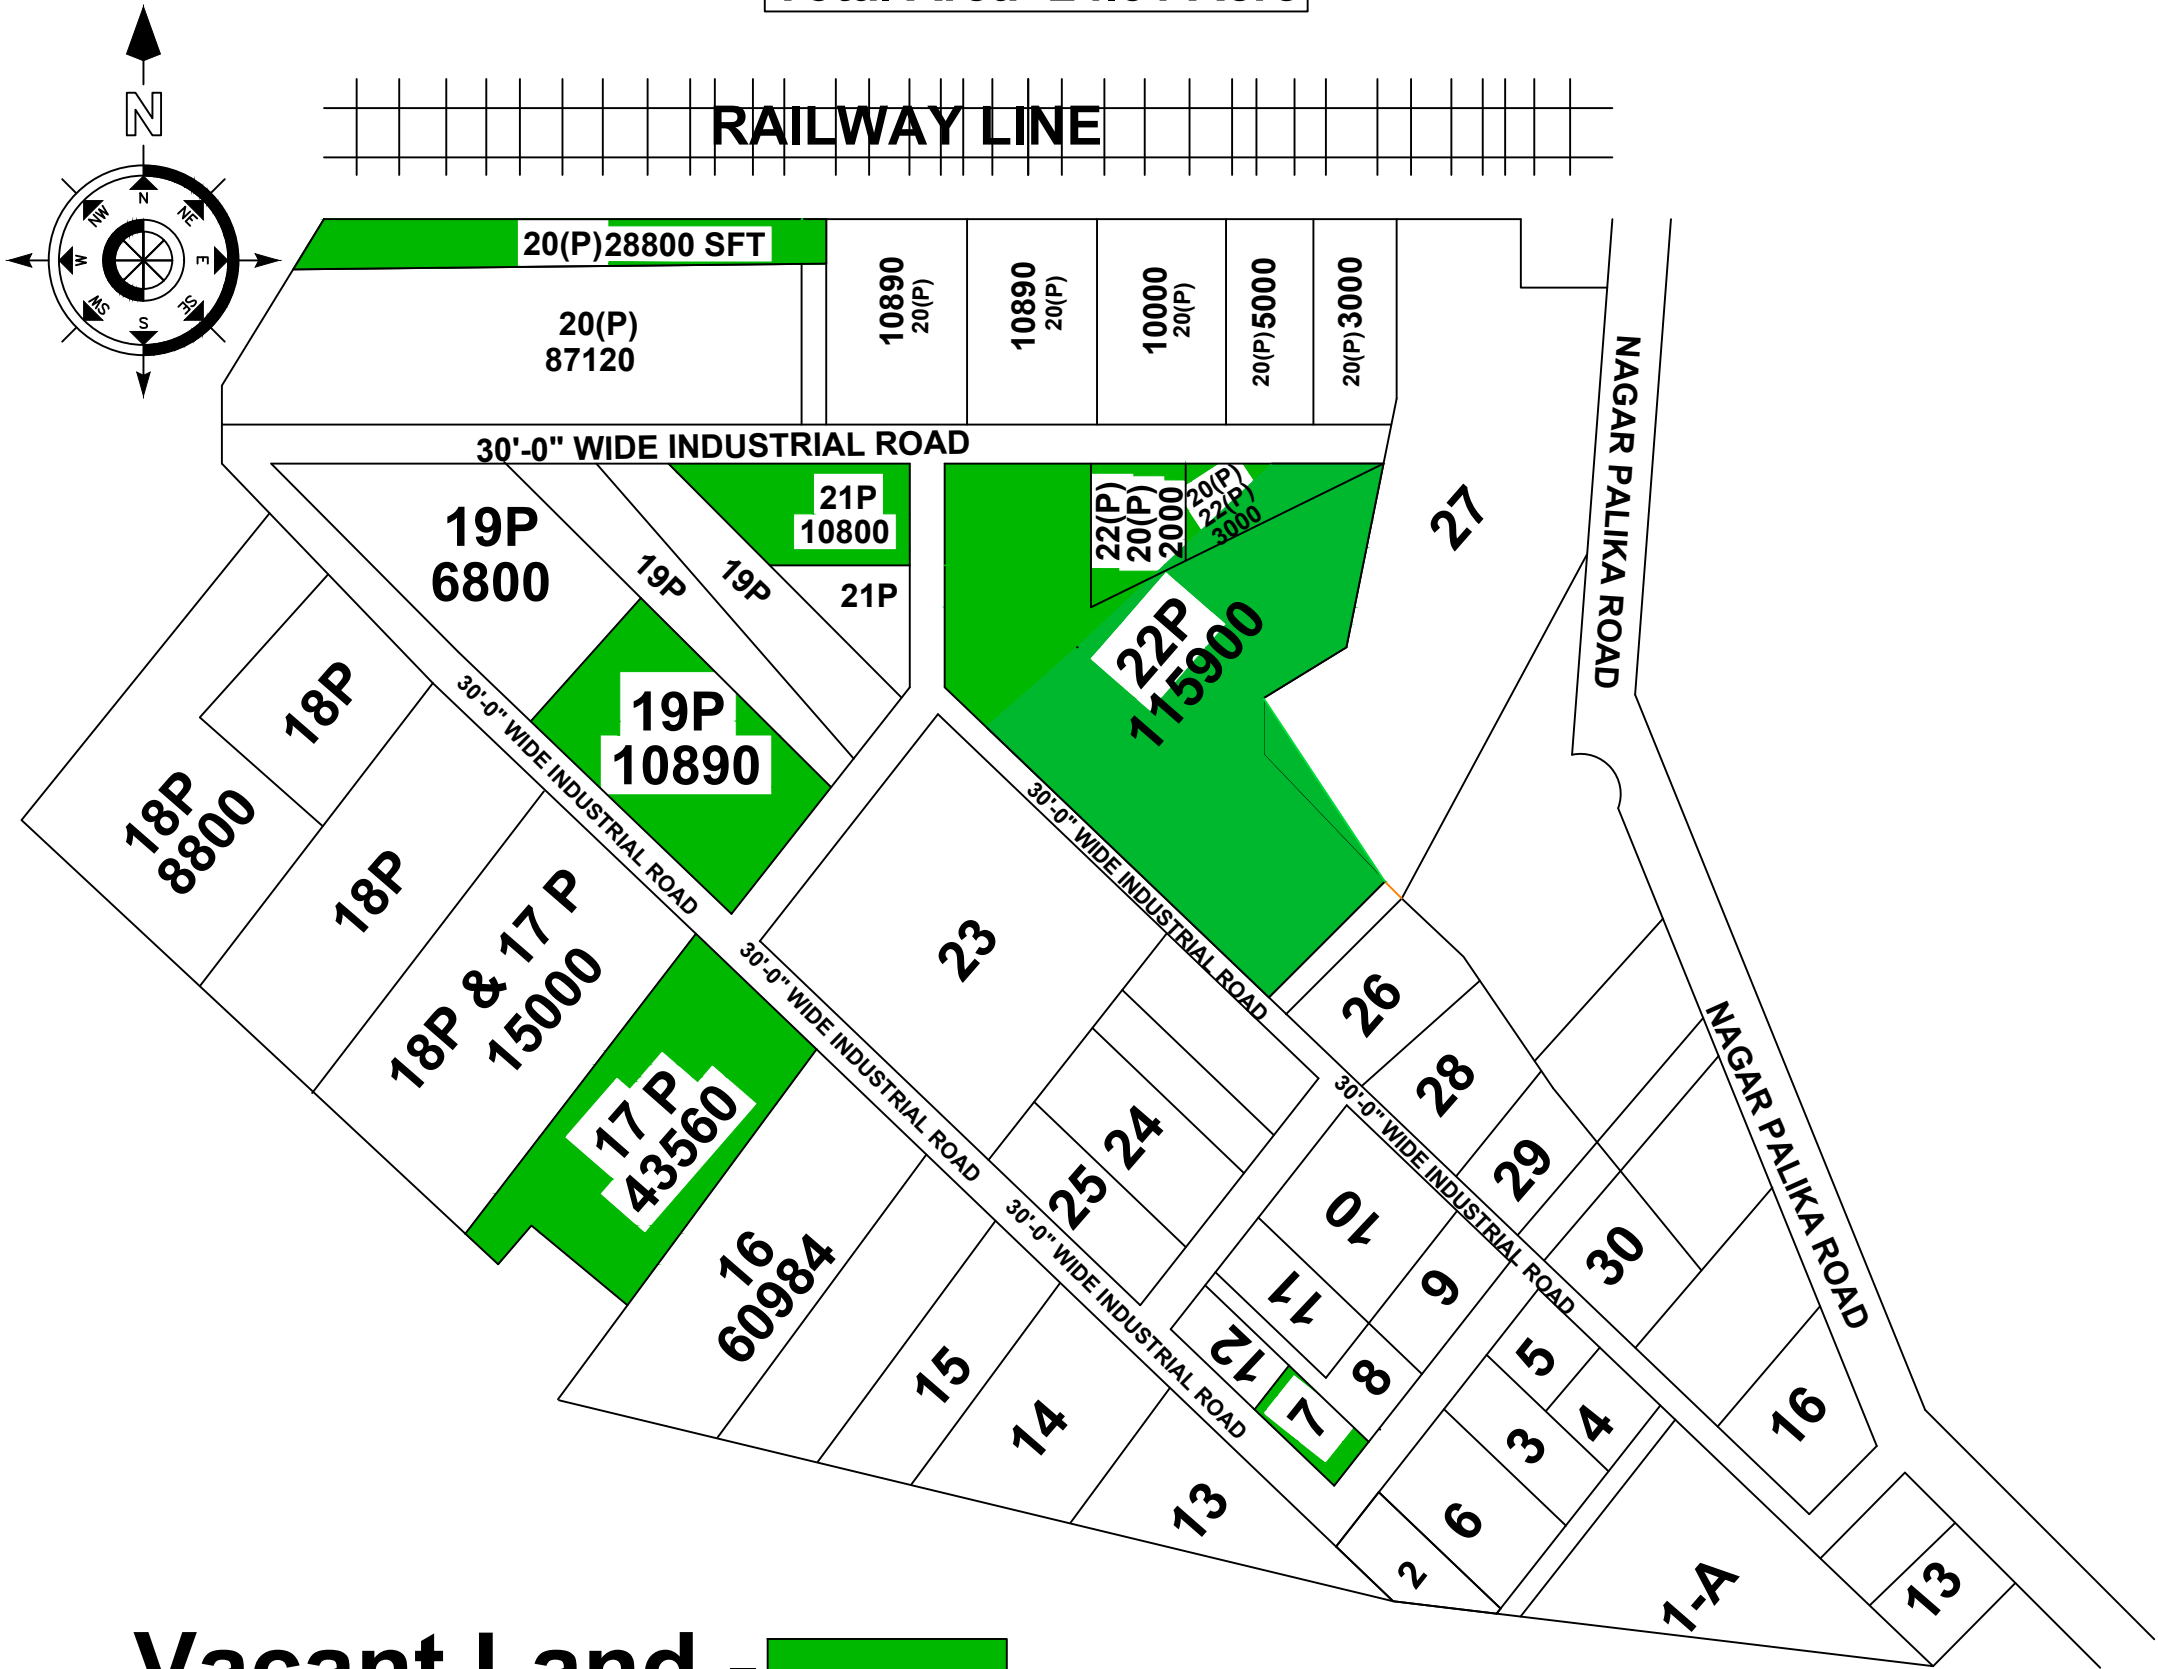 N
N
NE
E
SE
S
SW
W
NW
RAILWAY LINE
20(P)28800 SFT
20(P)
87120
10890
20(P)
10890
20(P)
10000
20(P)
20(P)5000
20(P)3000
30'-0" WIDE INDUSTRIAL ROAD
NAGAR PALIKA ROAD
19P
6800
19P
19P
21P
10800
21P
22(P)
20(P)
2000
20(P)
22(P)
3000
22P
115900
27
18P
18P
8800
18P
30'-0" WIDE INDUSTRIAL ROAD
19P
10890
18P & 17 P
15000
17 P
43560
23
30'-0" WIDE INDUSTRIAL ROAD
30'-0" WIDE INDUSTRIAL ROAD
26
28
29
30
16
NAGAR PALIKA ROAD
24
25
30'-0" WIDE INDUSTRIAL ROAD
30'-0" WIDE INDUSTRIAL ROAD
16
60984
15
14
13
10
11
12
9
8
7
5
4
3
6
2
1-A
13
Vacant Land -